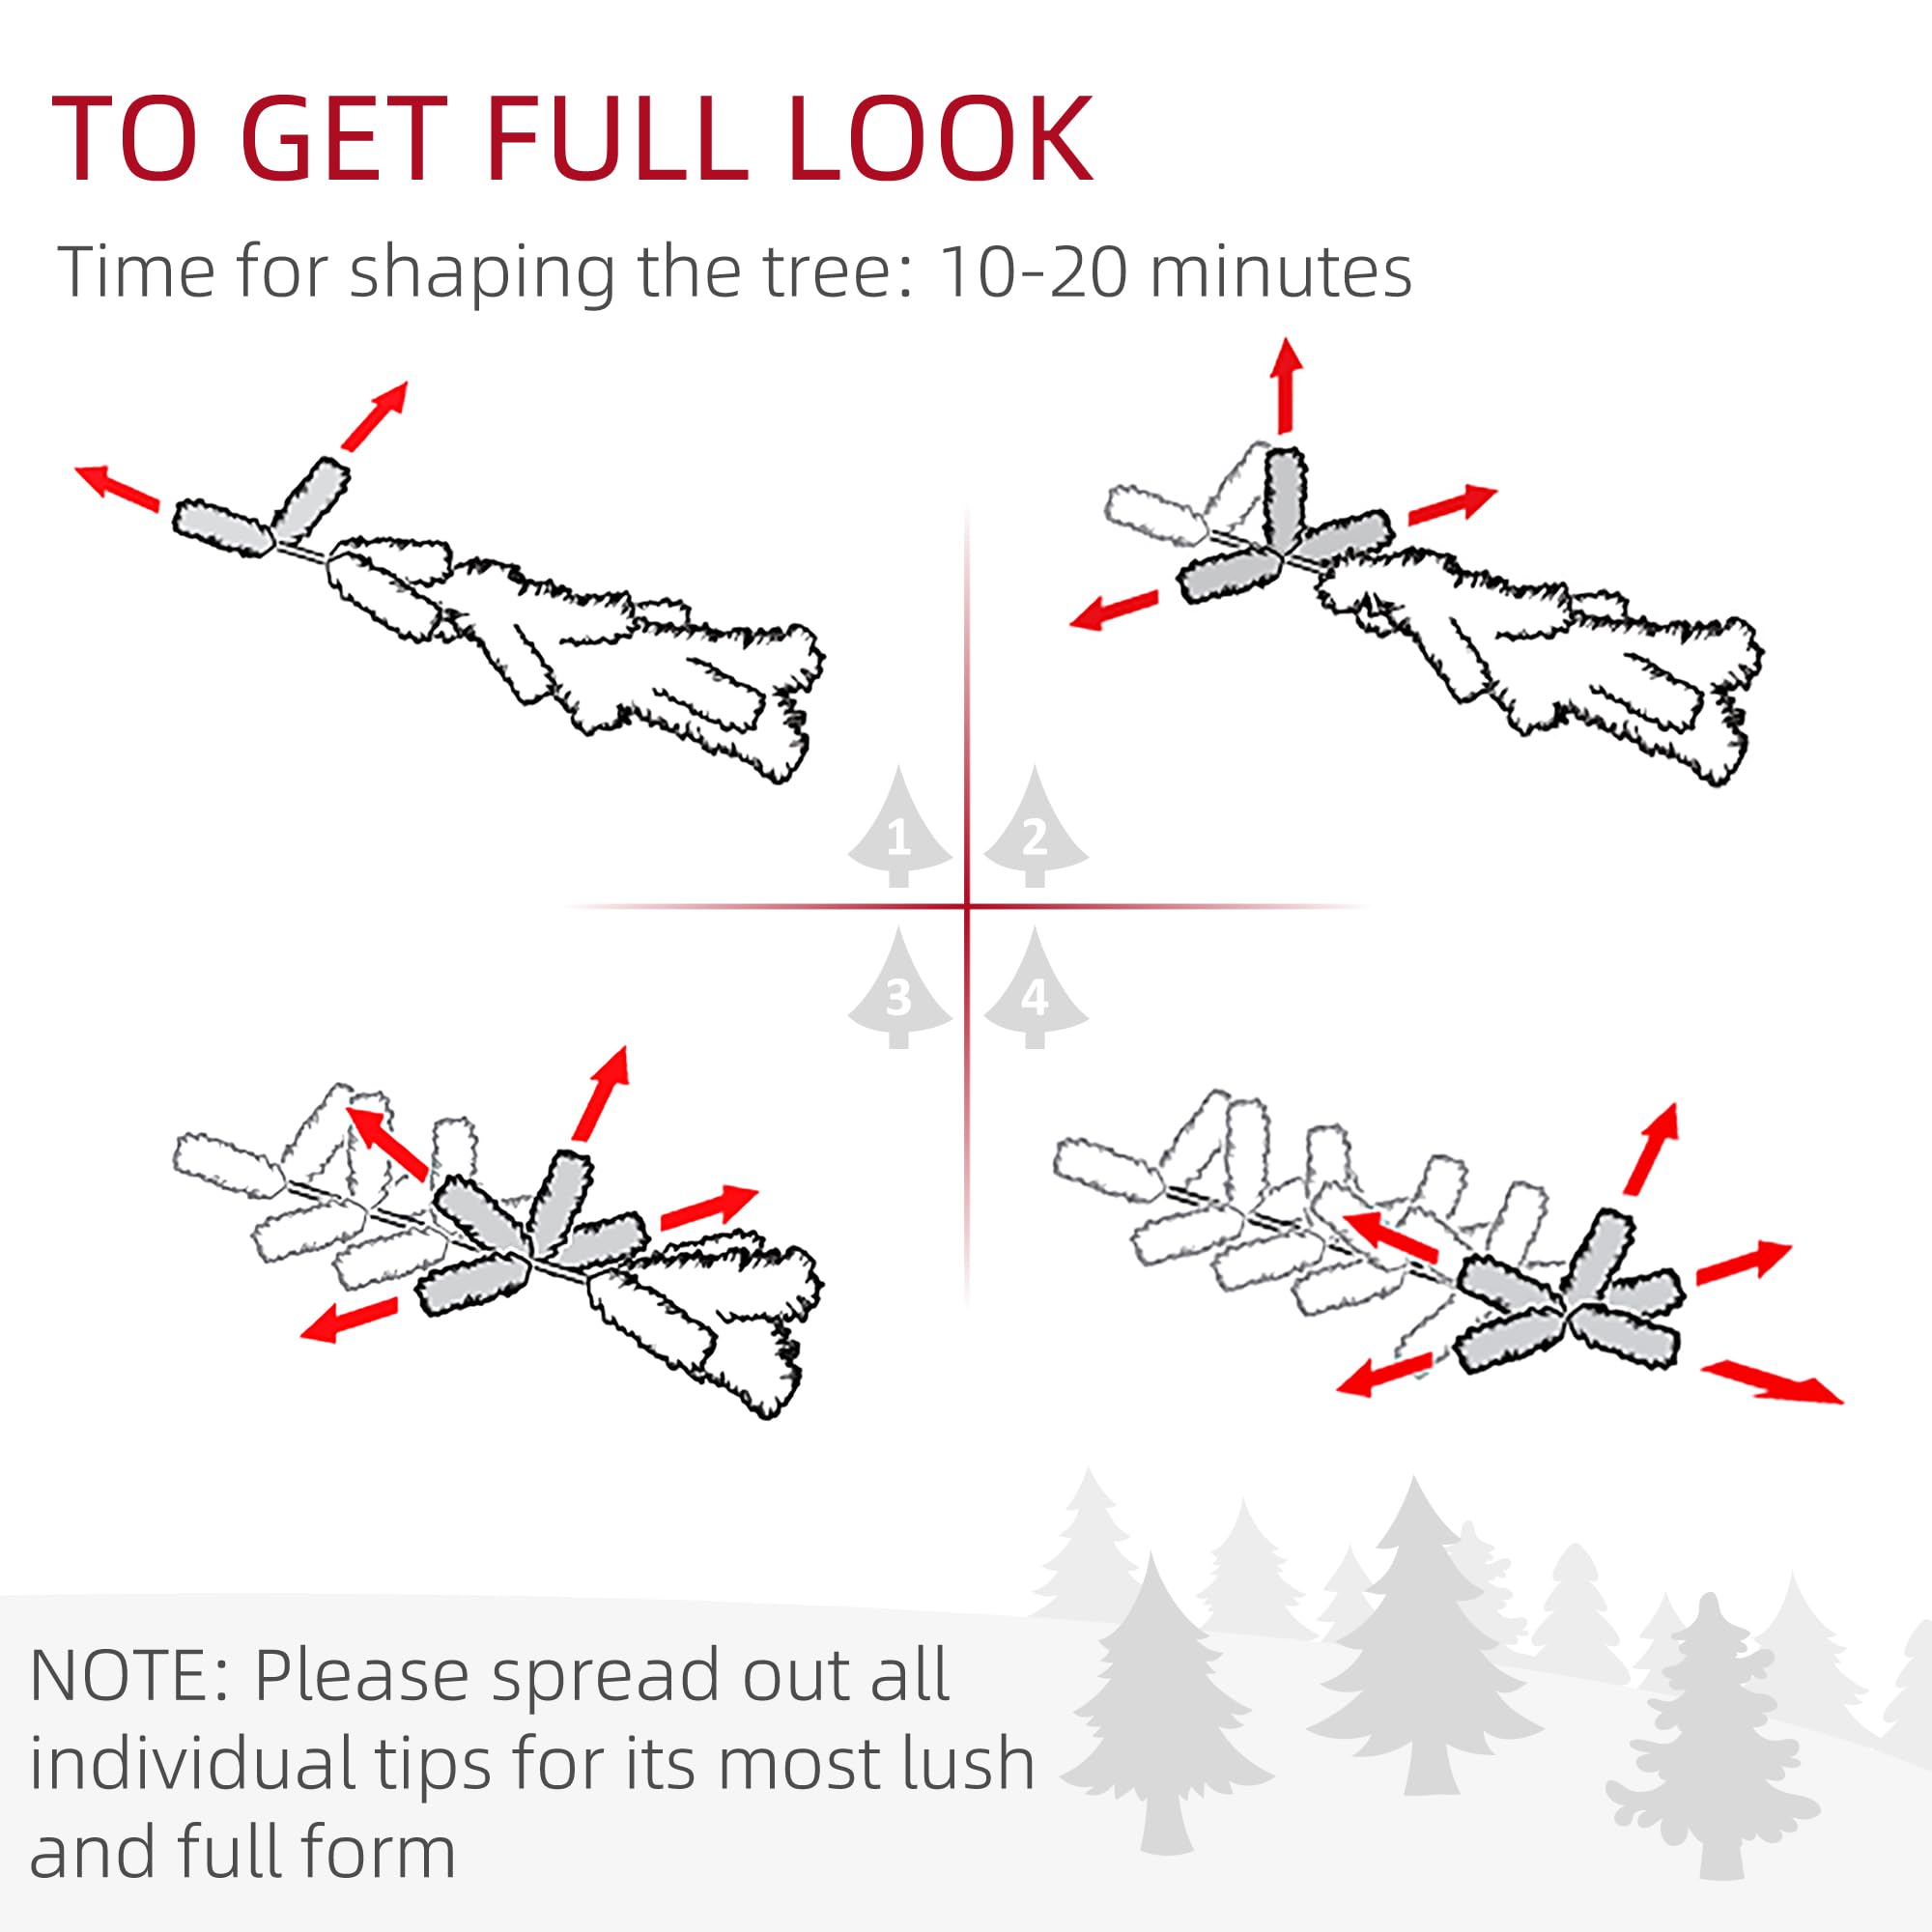 TO GET FULL LOOK
Time for shaping the tree: 10-20 minutes
1
2
3
4
NOTE: Please spread out all
individual tips for its most lush
and full form